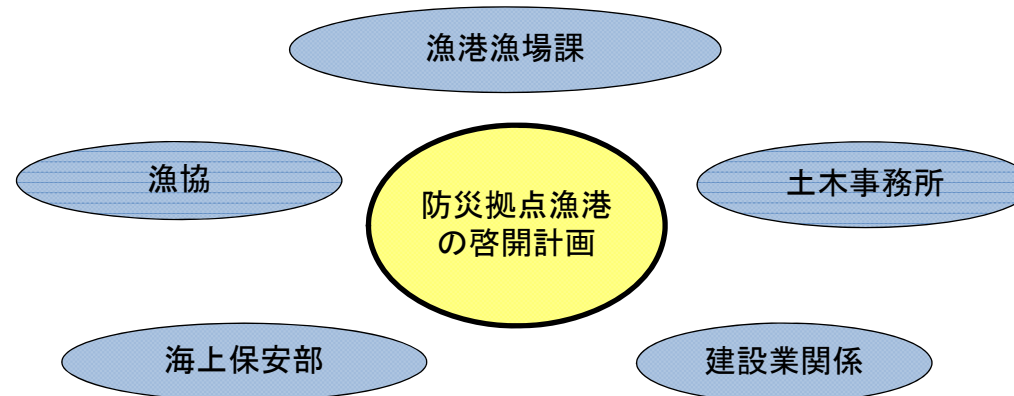 漁港漁場課
漁協
土木事務所
防災拠点漁港
の啓開計画
海上保安部
建設業関係